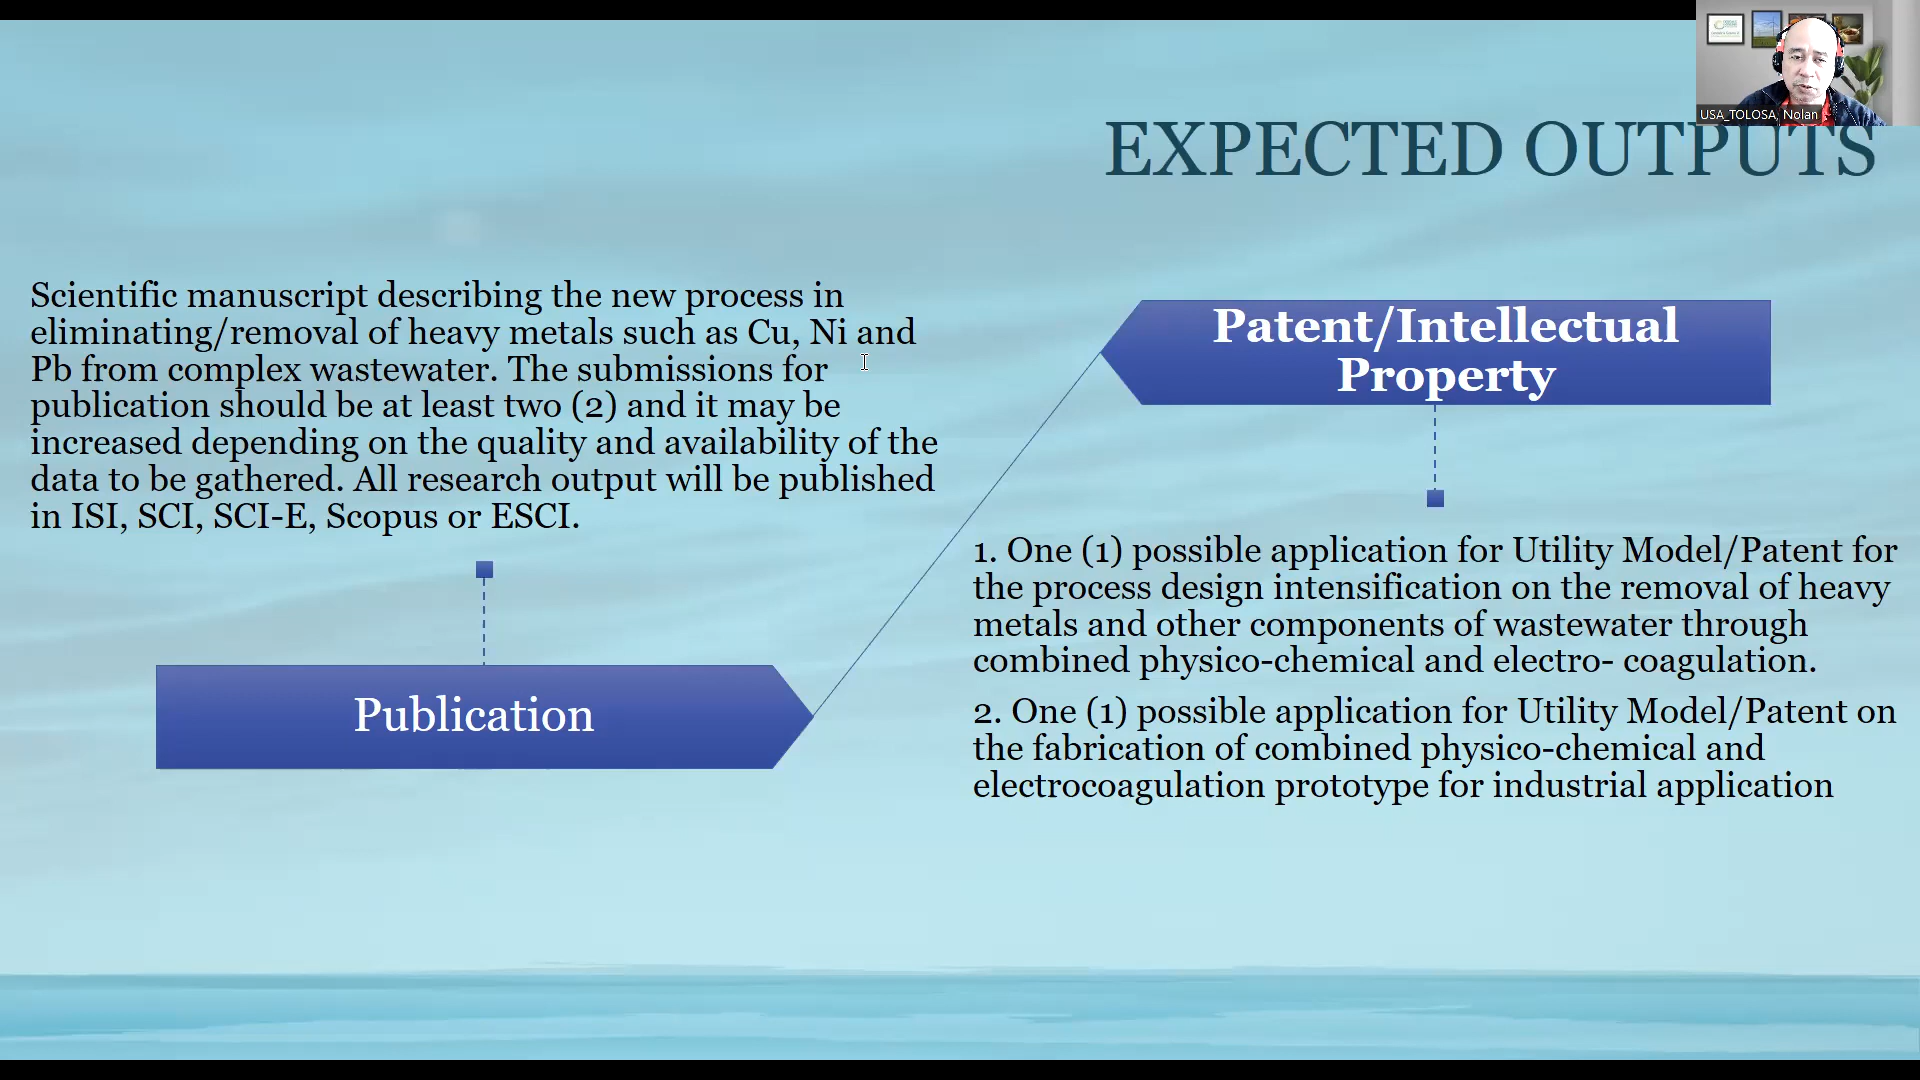 USA_TOLOSA, Nolan
EXPECTED OUTPUTS
Scientific manuscript describing the new process in
eliminating/removal of heavy metals such as Cu, Ni and
Pb from complex wastewater. The submissions for
publication should be at least two (2) and it may be
increased depending on the quality and availability of the
data to be gathered. All research output will be published
in ISI, SCI, SCI-E, Scopus or ESCI.
Publication
Patent/Intellectual
Property
1. One (1) possible application for Utility Model/Patent for
the process design intensification on the removal of heavy
metals and other components of wastewater through
combined physico-chemical and electro- coagulation.
2. One (1) possible application for Utility Model/Patent on
the fabrication of combined physico-chemical and
electrocoagulation prototype for industrial application